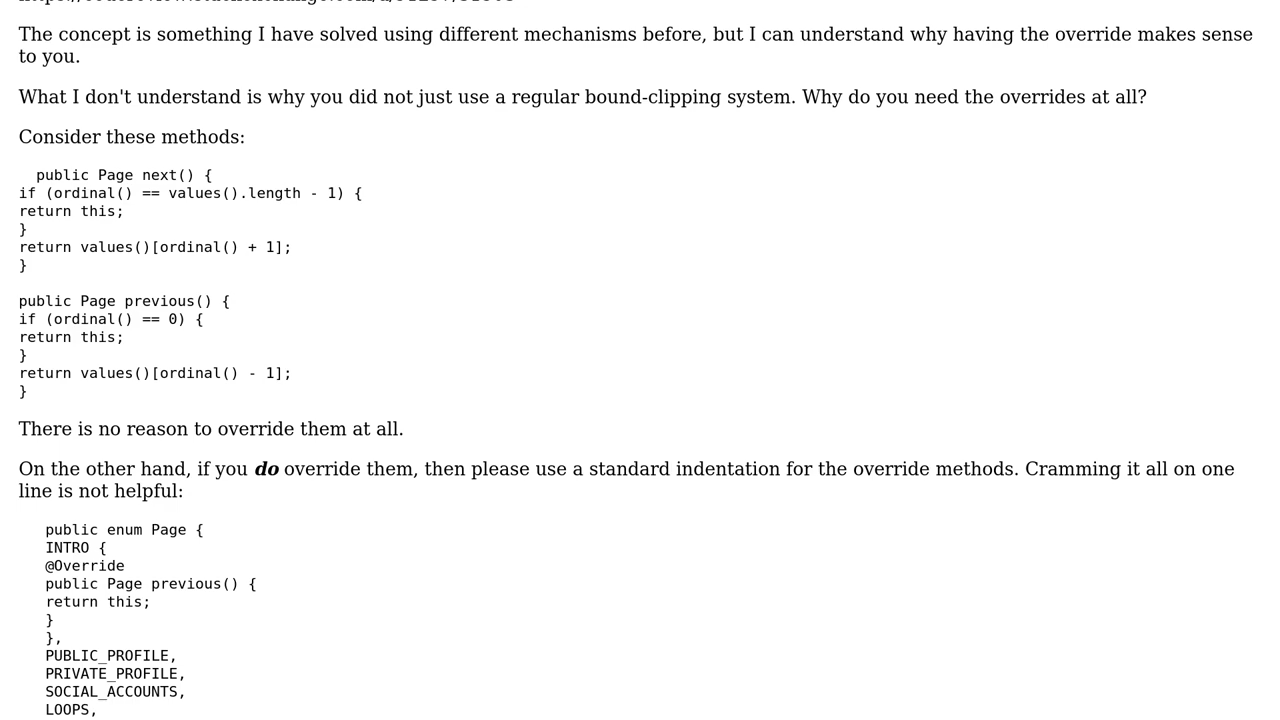 The concept is something I have solved using different mechanisms before, but I can understand why having the override makes sense
to you.
What I don't understand is why you did not just use a regular bound-clipping system. Why do you need the overrides at all?
Consider these methods:
  public Page next() {
if (ordinal() == values().length - 1) {
return this;
}
return values()[ordinal() + 1];
}
public Page previous() {
if (ordinal() == 0) {
return this;
}
return values()[ordinal() - 1];
}
There is no reason to override them at all.
On the other hand, if you do override them, then please use a standard indentation for the override methods. Cramming it all on one
line is not helpful:
   public enum Page {
   INTRO {
   @Override
   public Page previous() {
   return this;
   }
   },
   PUBLIC_PROFILE,
   PRIVATE_PROFILE,
   SOCIAL_ACCOUNTS,
   LOOPS,